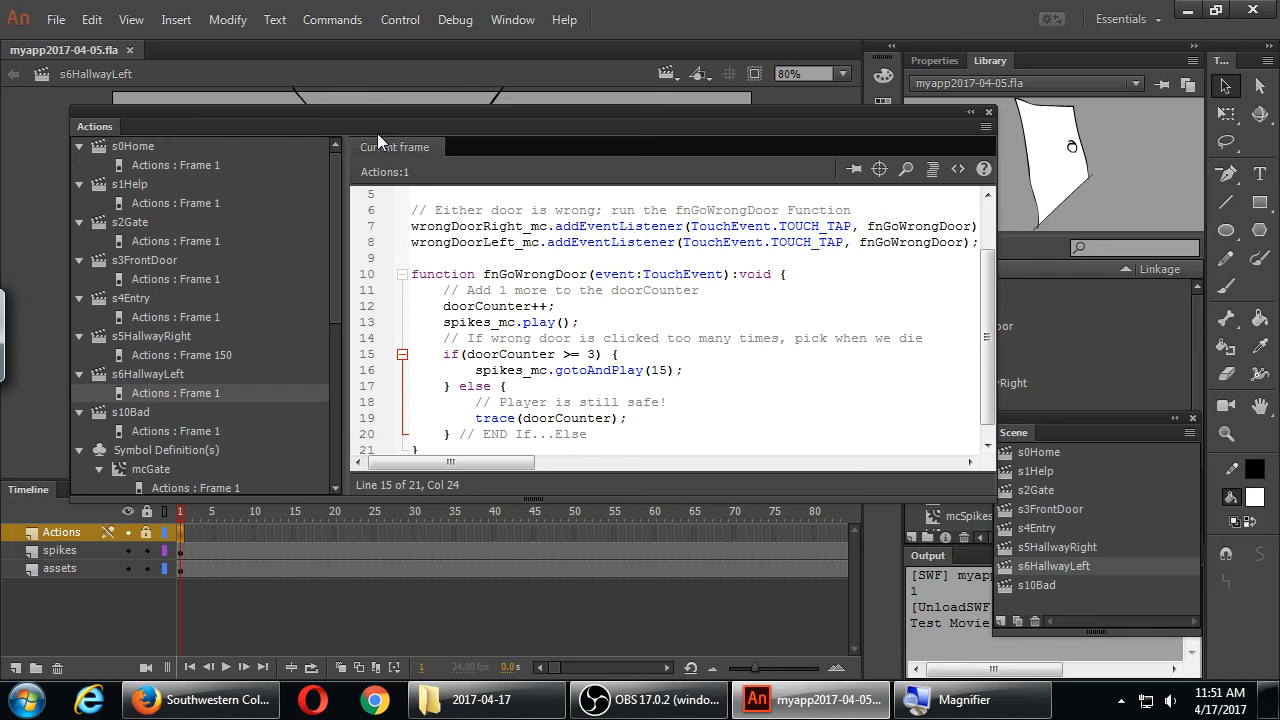 An File Edit View Insert Modify Text Commands Control Debug Window Help Essentials
myapp2017-04-05.fla ×
s6HallwayLeft 80%
Properties Library T...
myapp2017-04-05.fla
Actions
s0Home
Actions : Frame 1
s1Help
Actions : Frame 1
s2Gate
Actions : Frame 1
s3FrontDoor
Actions : Frame 1
s4Entry
Actions : Frame 1
s5HallwayRight
Actions : Frame 150
s6HallwayLeft
Actions : Frame 1
s10Bad
Actions : Frame 1
Symbol Definition(s)
mcGate
Actions : Frame 1
Current frame
Actions:1
5
6 // Either door is wrong; run the fnGoWrongDoor Function
7 wrongDoorRight_mc.addEventListener(TouchEvent.TOUCH_TAP, fnGoWrongDoor)
8 wrongDoorLeft_mc.addEventListener(TouchEvent.TOUCH_TAP, fnGoWrongDoor);
9
10 function fnGoWrongDoor(event:TouchEvent):void {
11 // Add 1 more to the doorCounter
12 doorCounter++;
13 spikes_mc.play();
14 // If wrong door is clicked too many times, pick when we die
15 if(doorCounter >= 3) {
16 spikes_mc.gotoAndPlay(15);
17 } else {
18 // Player is still safe!
19 trace(doorCounter);
20 } // END If...Else
21 }
Line 15 of 21, Col 24
Linkage
oor
Right
mcSpikes
Scene
s0Home
s1Help
s2Gate
s3FrontDoor
s4Entry
s5HallwayRight
s6HallwayLeft
s10Bad
Timeline
1 5 10 15 20 25 30 35 40 45 50 55 60 65 70 75 80
Actions
spikes
assets
1 24.00 fps 0.0 s
Output
[SWF] myapp
1
[UnloadSWF
Test Movie
Southwestern Col... 2017-04-17 OBS 17.0.2 (windo... An myapp2017-04-05... Magnifier
11:51 AM
4/17/2017